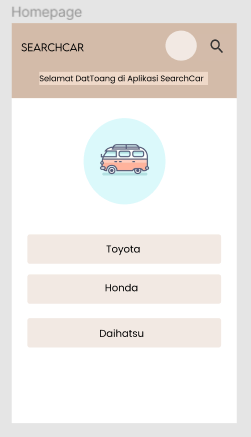 Homepage
SEARCHCAR
Selamat DatToang di Aplikasi SearchCar
Toyota
Honda
Daihatsu